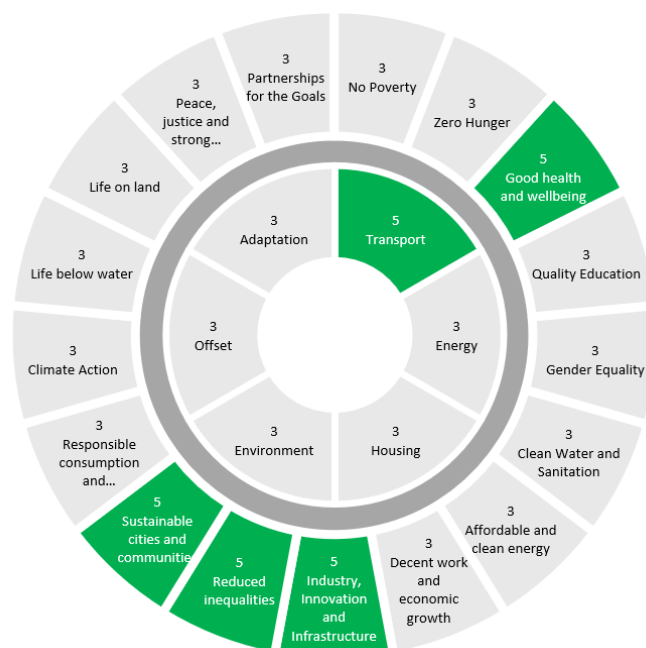 3
No Poverty
3
Zero Hunger
5
Good health
and wellbeing
3
Quality Education
3
Gender Equality
3
Clean Water and
Sanitation
3
Affordable and
clean energy
3
Decent work
and
economic
growth
5
Industry,
Innovation
and
Infrastructure
5
Reduced
inequalities
5
Sustainable
cities and
communitie
3
Responsible
consumption
and...
3
Climate Action
3
Life below water
3
Life on land
3
Peace,
justice and
strong...
3
Partnerships
for the Goals
5
Transport
3
Energy
3
Housing
3
Environment
3
Offset
3
Adaptation